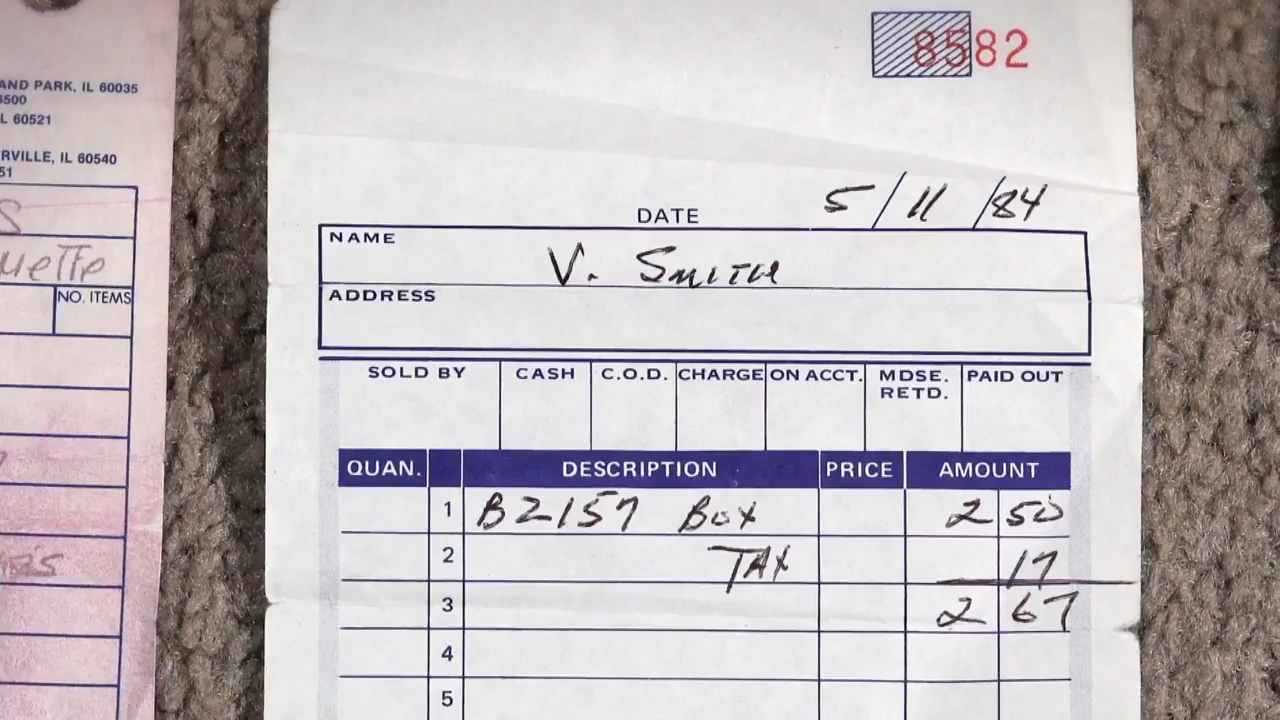 AND PARK, IL 60035
6500
L 60521
RVILLE, IL 60540
51
S
uette
NO. ITEMS
8582
DATE 5/11/84
NAME V. SMITH
ADDRESS
SOLD BY CASH C.O.D. CHARGE ON ACCT. MDSE. RETD. PAID OUT
QUAN. DESCRIPTION PRICE AMOUNT
1 B2157 Box 2 50
2 TAX 17
3 2 67
4
5